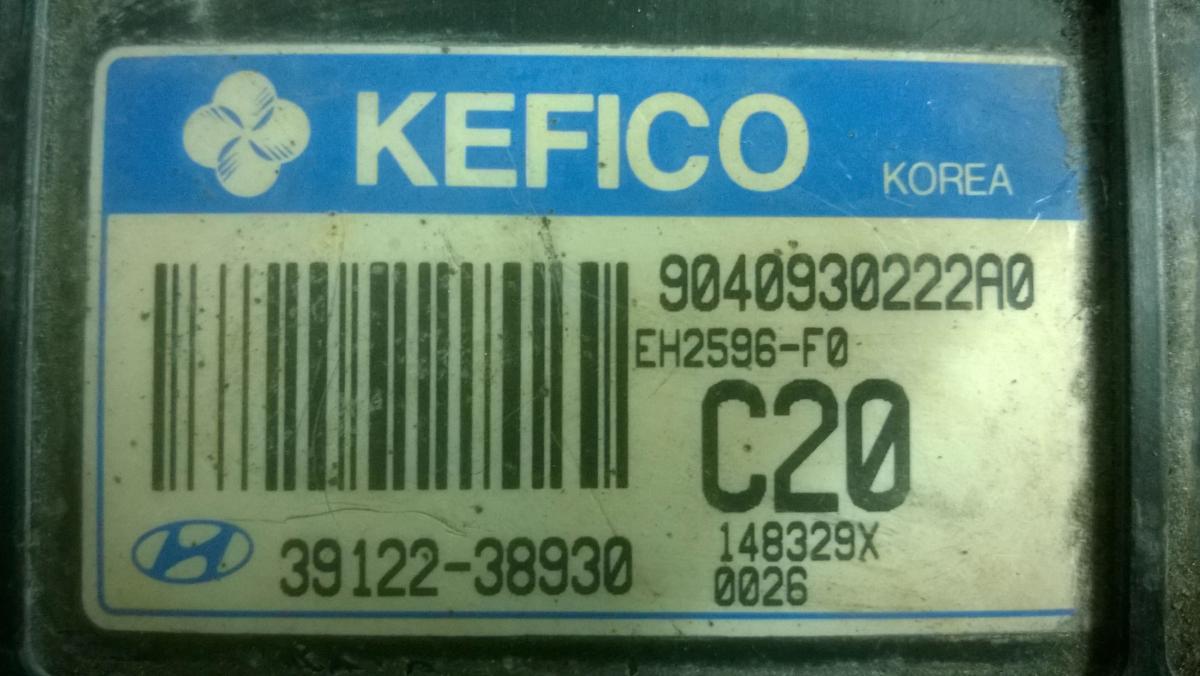 KEFICO
KOREA
9040930222A0
EH2596-F0
C20
148329X
0026
39122-38930